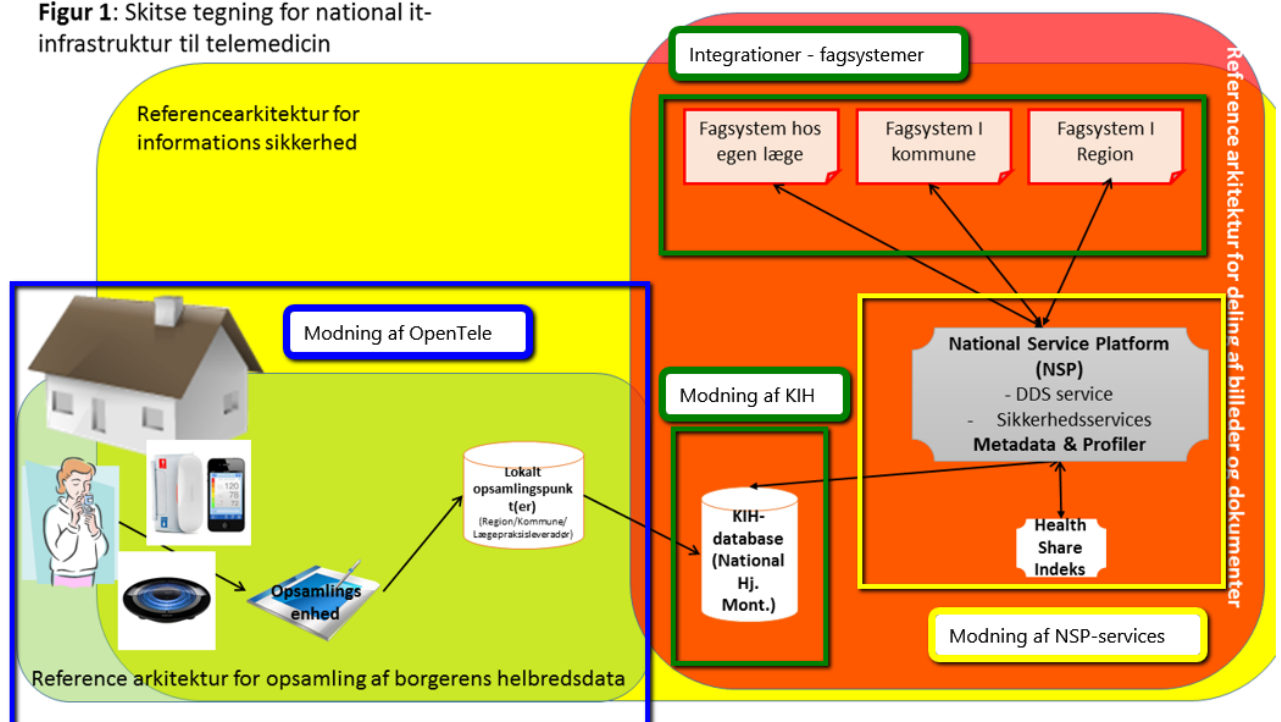 Figur 1: Skitse tegning for national it-
infrastruktur til telemedicin
Integrationer - fagsystemer
Referencearkitektur for
informations sikkerhed
Fagsystem hos
egen læge
Fagsystem I
kommune
Fagsystem I
Region
Reference arkitektur for deling af billeder og dokumenter
Modning af OpenTele
National Service Platform
(NSP)
- DDS service
- Sikkerhedsservices
Metadata & Profiler
Modning af KIH
Lokalt
opsamlingspunk
t(er)
(Region/Kommune/
Lægepraksisleveradør)
120
78
72
KIH-
database
(National
Hj.
Mont.)
Health
Share
Indeks
Opsamlings
enhed
Modning af NSP-services
Reference arkitektur for opsamling af borgerens helbredsdata